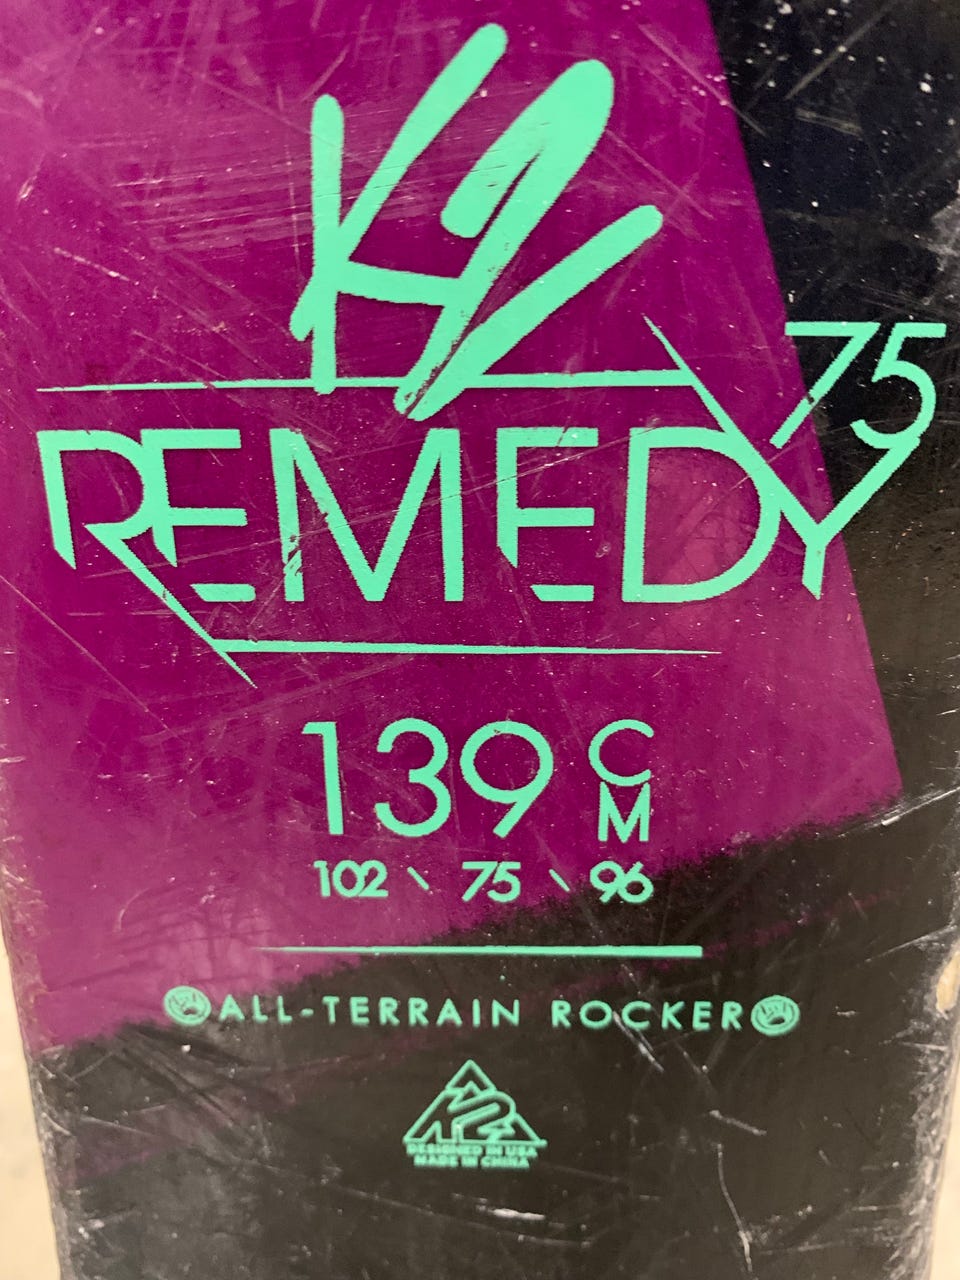 K2
REMEDY 75
139 CM
102 \ 75 \ 96
ALL-TERRAIN ROCKER
K2
DESIGNED IN USA
MADE IN CHINA